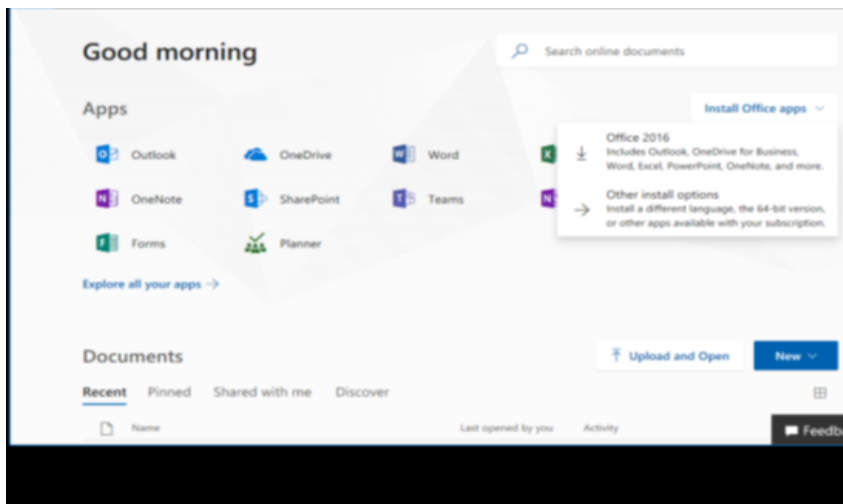 Good morning
Search online documents
Apps
Install Office apps
Outlook
OneDrive
Word
Office 2016
Includes Outlook, OneDrive for Business,
Word, Excel, PowerPoint, OneNote, and more.
OneNote
SharePoint
Teams
Other install options
Install a different language, the 64-bit version,
or other apps available with your subscription.
Forms
Planner
Explore all your apps →
Documents
Upload and Open
New
Recent Pinned Shared with me Discover
Name Last opened by you Activity
Feedba